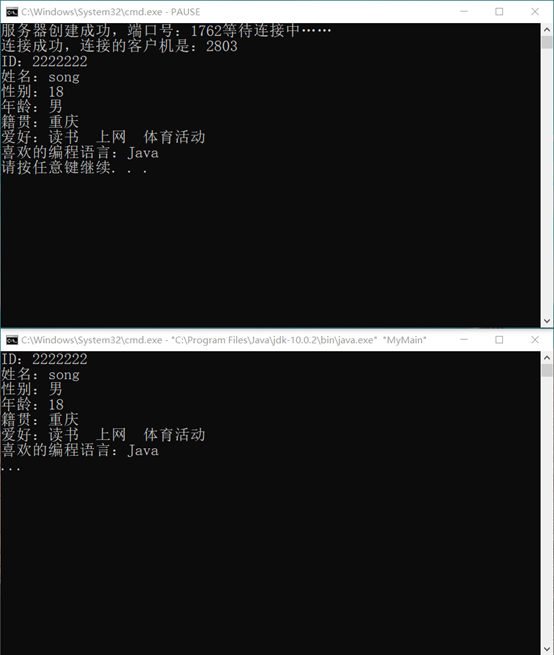 C:\Windows\System32\cmd.exe - PAUSE
服务器创建成功，端口号：1762等待连接中……
连接成功，连接的客户机是：2803
ID：2222222
姓名：song
性别：18
年龄：男
籍贯：重庆
爱好：读书  上网  体育活动
喜欢的编程语言：Java
请按任意键继续. . .
C:\Windows\System32\cmd.exe - "C:\Program Files\Java\jdk-10.0.2\bin\java.exe"  "MyMain"
ID：2222222
姓名：song
性别：男
年龄：18
籍贯：重庆
爱好：读书  上网  体育活动
喜欢的编程语言：Java
...